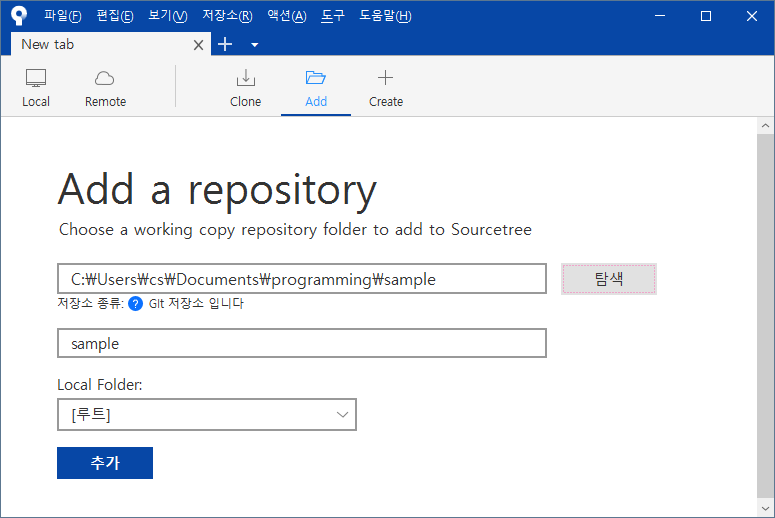 파일(F) 편집(E) 보기(V) 저장소(R) 액션(A) 도구 도움말(H)
New tab
Local Remote Clone Add Create
Add a repository
Choose a working copy repository folder to add to Sourcetree
C:₩Users₩cs₩Documents₩programming₩sample 탐색
저장소 종류: ? Git 저장소 입니다
sample
Local Folder:
[루트]
추가